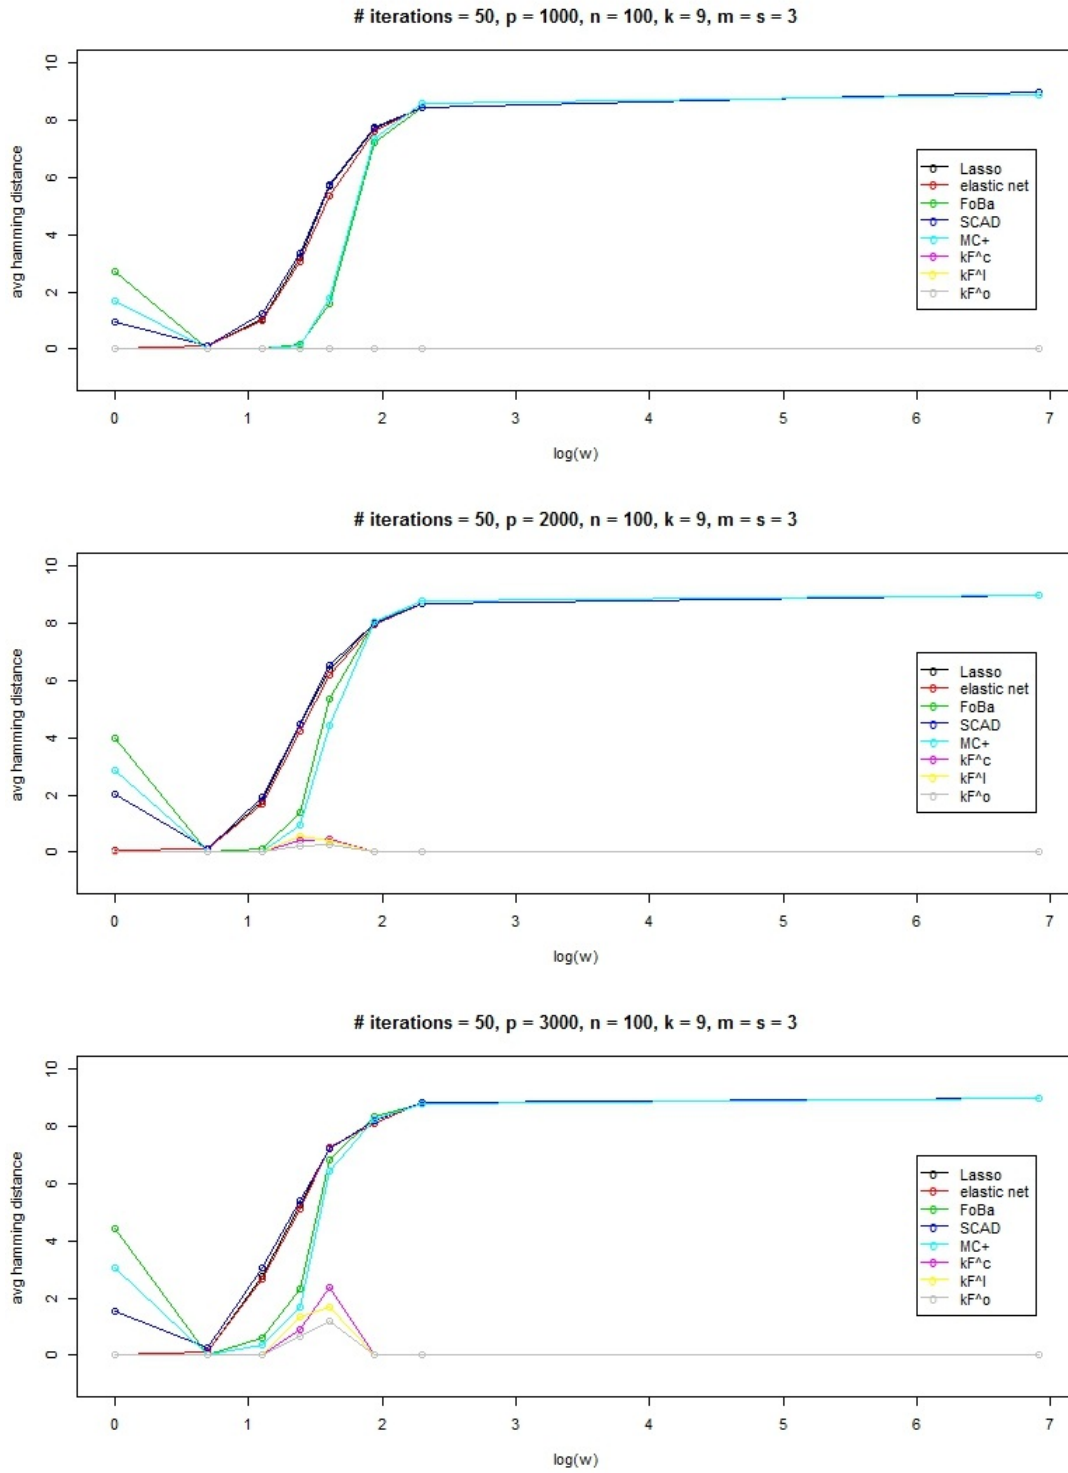 # iterations = 50, p = 1000, n = 100, k = 9, m = s = 3
avg hamming distance
10
8
6
4
2
0
Lasso
elastic net
FoBa
SCAD
MC+
kF^c
kF^l
kF^o
0 1 2 3 4 5 6 7
log(w)
# iterations = 50, p = 2000, n = 100, k = 9, m = s = 3
avg hamming distance
10
8
6
4
2
0
Lasso
elastic net
FoBa
SCAD
MC+
kF^c
kF^l
kF^o
0 1 2 3 4 5 6 7
log(w)
# iterations = 50, p = 3000, n = 100, k = 9, m = s = 3
avg hamming distance
10
8
6
4
2
0
Lasso
elastic net
FoBa
SCAD
MC+
kF^c
kF^l
kF^o
0 1 2 3 4 5 6 7
log(w)